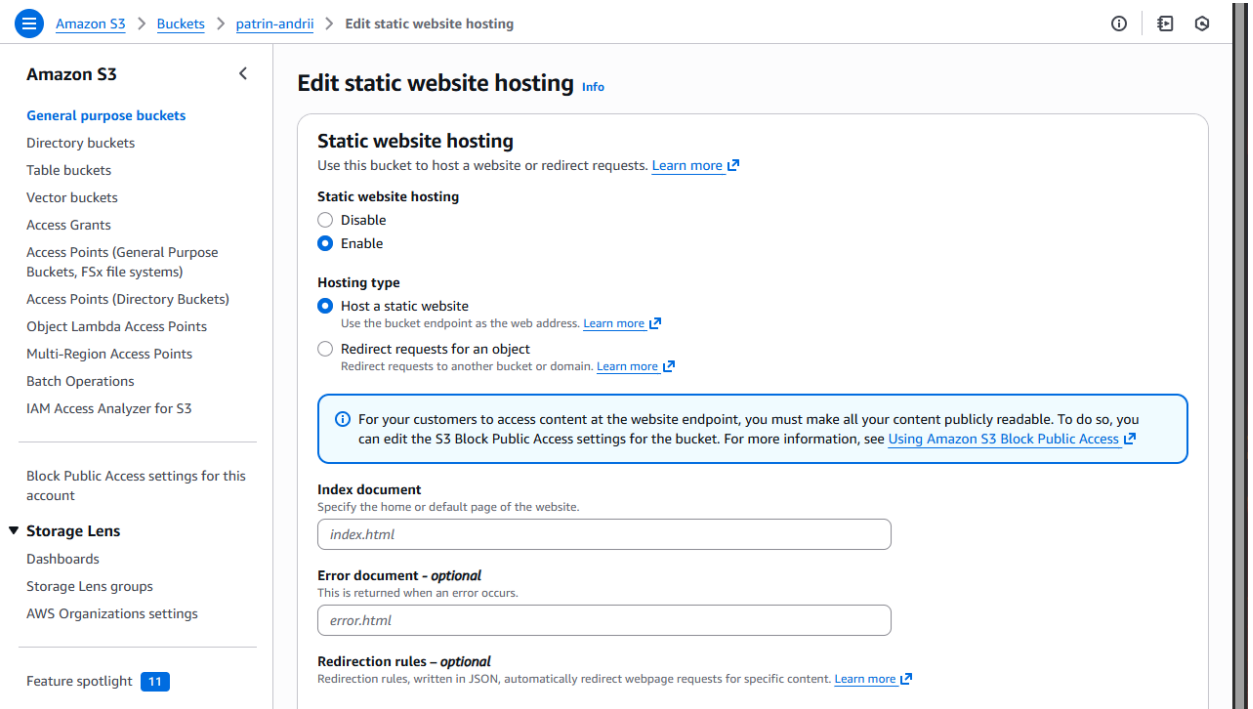 Amazon S3 > Buckets > patrin-andrii > Edit static website hosting
Amazon S3
General purpose buckets
Directory buckets
Table buckets
Vector buckets
Access Grants
Access Points (General Purpose
Buckets, FSx file systems)
Access Points (Directory Buckets)
Object Lambda Access Points
Multi-Region Access Points
Batch Operations
IAM Access Analyzer for S3
Block Public Access settings for this
account
Storage Lens
Dashboards
Storage Lens groups
AWS Organizations settings
Feature spotlight 11
Edit static website hosting Info
Static website hosting
Use this bucket to host a website or redirect requests. Learn more
Static website hosting
Disable
Enable
Hosting type
Host a static website
Use the bucket endpoint as the web address. Learn more
Redirect requests for an object
Redirect requests to another bucket or domain. Learn more
For your customers to access content at the website endpoint, you must make all your content publicly readable. To do so, you
can edit the S3 Block Public Access settings for the bucket. For more information, see Using Amazon S3 Block Public Access
Index document
Specify the home or default page of the website.
index.html
Error document - optional
This is returned when an error occurs.
error.html
Redirection rules – optional
Redirection rules, written in JSON, automatically redirect webpage requests for specific content. Learn more